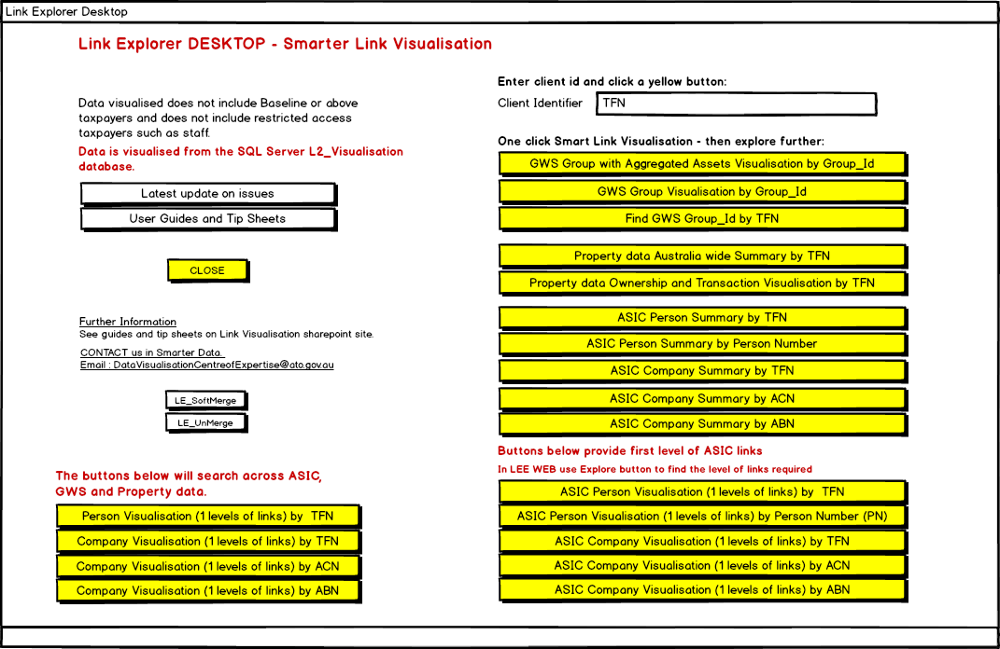 Link Explorer Desktop
Link Explorer DESKTOP - Smarter Link Visualisation
Data visualised does not include Baseline or above
taxpayers and does not include restricted access
taxpayers such as staff.
Data is visualised from the SQL Server L2_Visualisation
database.
Latest update on issues
User Guides and Tip Sheets
CLOSE
Further Information
See guides and tip sheets on Link Visualisation sharepoint site.
CONTACT us in Smarter Data.
Email : DataVisualisationCentreofExpertise@ato.gov.au
LE_SoftMerge
LE_UnMerge
The buttons below will search across ASIC,
GWS and Property data.
Person Visualisation (1 levels of links) by  TFN
Company Visualisation (1 levels of links) by TFN
Company Visualisation (1 levels of links) by ACN
Company Visualisation (1 levels of links) by ABN
Enter client id and click a yellow button:
Client Identifier TFN
One click Smart Link Visualisation - then explore further:
GWS Group with Aggregated Assets Visualisation by Group_Id
GWS Group Visualisation by Group_Id
Find GWS Group_Id by TFN
Property data Australia wide Summary by TFN
Property data Ownership and Transaction Visualisation by TFN
ASIC Person Summary by TFN
ASIC Person Summary by Person Number
ASIC Company Summary by TFN
ASIC Company Summary by ACN
ASIC Company Summary by ABN
Buttons below provide first level of ASIC links
In LEE WEB use Explore button to find the level of links required
ASIC Person Visualisation (1 levels of links) by  TFN
ASIC Person Visualisation (1 levels of links) by Person Number (PN)
ASIC Company Visualisation (1 levels of links) by TFN
ASIC Company Visualisation (1 levels of links) by ACN
ASIC Company Visualisation (1 levels of links) by ABN